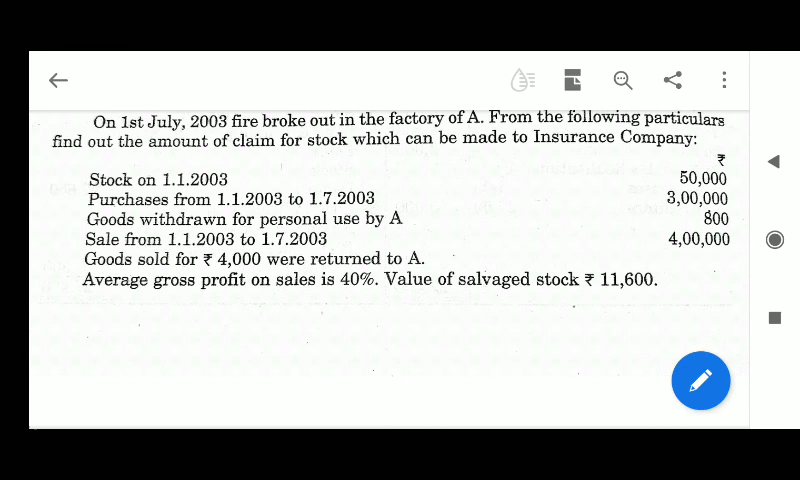 On 1st July, 2003 fire broke out in the factory of A. From the following particulars
find out the amount of claim for stock which can be made to Insurance Company:
₹
Stock on 1.1.2003 50,000
Purchases from 1.1.2003 to 1.7.2003 3,00,000
Goods withdrawn for personal use by A 800
Sale from 1.1.2003 to 1.7.2003 4,00,000
Goods sold for ₹ 4,000 were returned to A.
Average gross profit on sales is 40%. Value of salvaged stock ₹ 11,600.